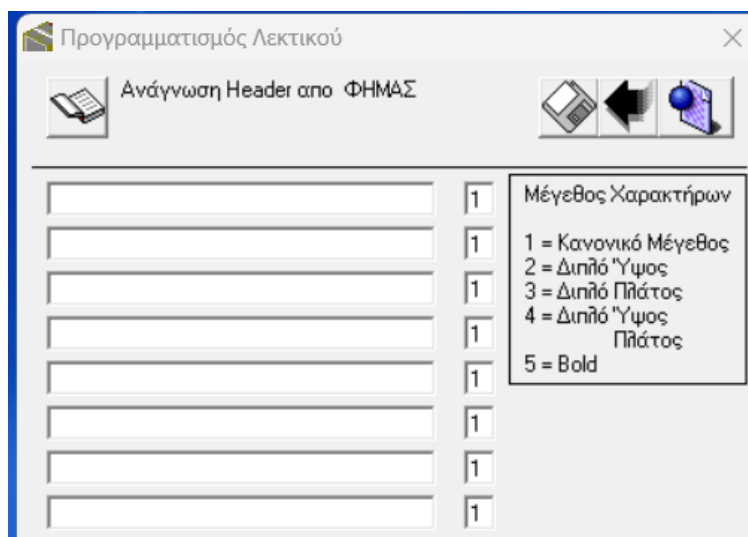 Προγραμματισμός Λεκτικού
Ανάγνωση Header απο ΦΗΜΑΣ
1
1
1
1
1
1
1
1
Μέγεθος Χαρακτήρων
1 = Κανονικό Μέγεθος
2 = Διπλό Ύψος
3 = Διπλό Πλάτος
4 = Διπλό Ύψος
Πλάτος
5 = Bold